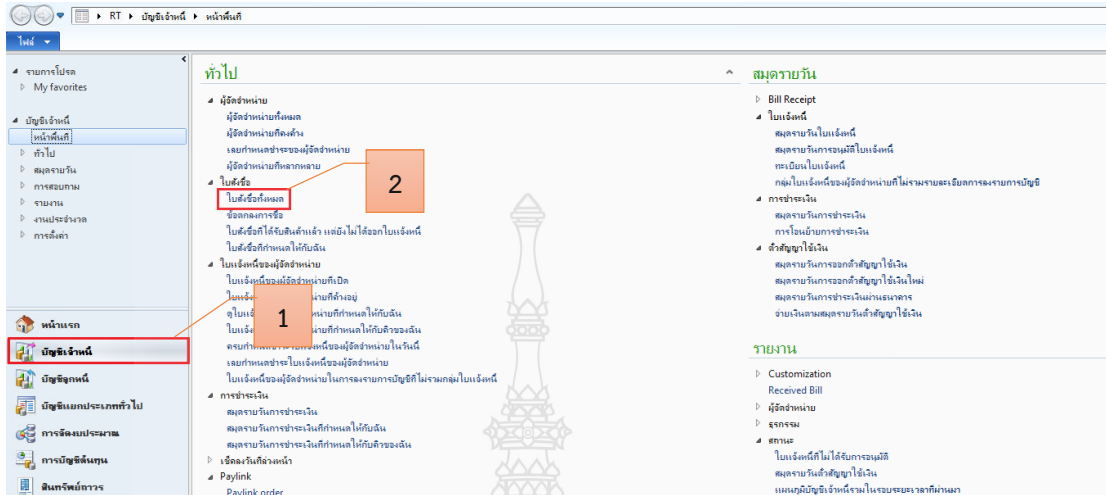 RT ▸ บัญชีเจ้าหนี้ ▸ หน้าพื้นที่
ไฟล์
รายการโปรด
My favorites
บัญชีเจ้าหนี้
หน้าพื้นที่
ทั่วไป
สมุดรายวัน
การสอบถาม
รายงาน
งานประจำงวด
การตั้งค่า
หน้าแรก
บัญชีเจ้าหนี้
บัญชีลูกหนี้
บัญชีแยกประเภททั่วไป
การจัดงบประมาณ
การบัญชีต้นทุน
สินทรัพย์ถาวร
ทั่วไป
ผู้จัดจำหน่าย
ผู้จัดจำหน่ายทั้งหมด
ผู้จัดจำหน่ายที่คงค้าง
เลยกำหนดชำระของผู้จัดจำหน่าย
ผู้จัดจำหน่ายที่หลากหลาย
ใบสั่งซื้อ
ใบสั่งซื้อทั้งหมด
2
ข้อตกลงการซื้อ
ใบสั่งซื้อที่ได้รับสินค้าแล้ว แต่ยังไม่ได้ออกใบแจ้งหนี้
ใบสั่งซื้อที่กำหนดให้กับฉัน
ใบแจ้งหนี้ของผู้จัดจำหน่าย
ใบแจ้งหนี้ของผู้จัดจำหน่ายที่เปิด
1
น่ายที่ค้างอยู่
น่ายที่กำหนดให้กับฉัน
น่ายที่กำหนดให้กับคิวของฉัน
ครบกำหนดชำระใบแจ้งหนี้ของผู้จัดจำหน่ายในวันนี้
เลยกำหนดชำระใบแจ้งหนี้ของผู้จัดจำหน่าย
ใบแจ้งหนี้ของผู้จัดจำหน่ายในการลงรายการบัญชีที่ไม่รวมกลุ่มใบแจ้งหนี้
การชำระเงิน
สมุดรายวันการชำระเงิน
สมุดรายวันการชำระเงินที่กำหนดให้กับฉัน
สมุดรายวันการชำระเงินที่กำหนดให้กับคิวของฉัน
เช็คลงวันที่ล่วงหน้า
Paylink
Paylink order
สมุดรายวัน
Bill Receipt
ใบแจ้งหนี้
สมุดรายวันใบแจ้งหนี้
สมุดรายวันการอนุมัติใบแจ้งหนี้
ทะเบียนใบแจ้งหนี้
กลุ่มใบแจ้งหนี้ของผู้จัดจำหน่ายที่ไม่รวมรายละเอียดการลงรายการบัญชี
การชำระเงิน
สมุดรายวันการชำระเงิน
การโอนย้ายการชำระเงิน
ตั๋วสัญญาใช้เงิน
สมุดรายวันการออกตั๋วสัญญาใช้เงิน
สมุดรายวันการออกตั๋วสัญญาใช้เงินใหม่
สมุดรายวันการชำระเงินผ่านธนาคาร
จ่ายเงินตามสมุดรายวันตั๋วสัญญาใช้เงิน
รายงาน
Customization
Received Bill
ผู้จัดจำหน่าย
ธุรกรรม
สถานะ
ใบแจ้งหนี้ที่ไม่ได้รับการอนุมัติ
สมุดรายวันตั๋วสัญญาใช้เงิน
แผนภูมิบัญชีเจ้าหนี้รวมในรอบระยะเวลาที่ผ่านมา